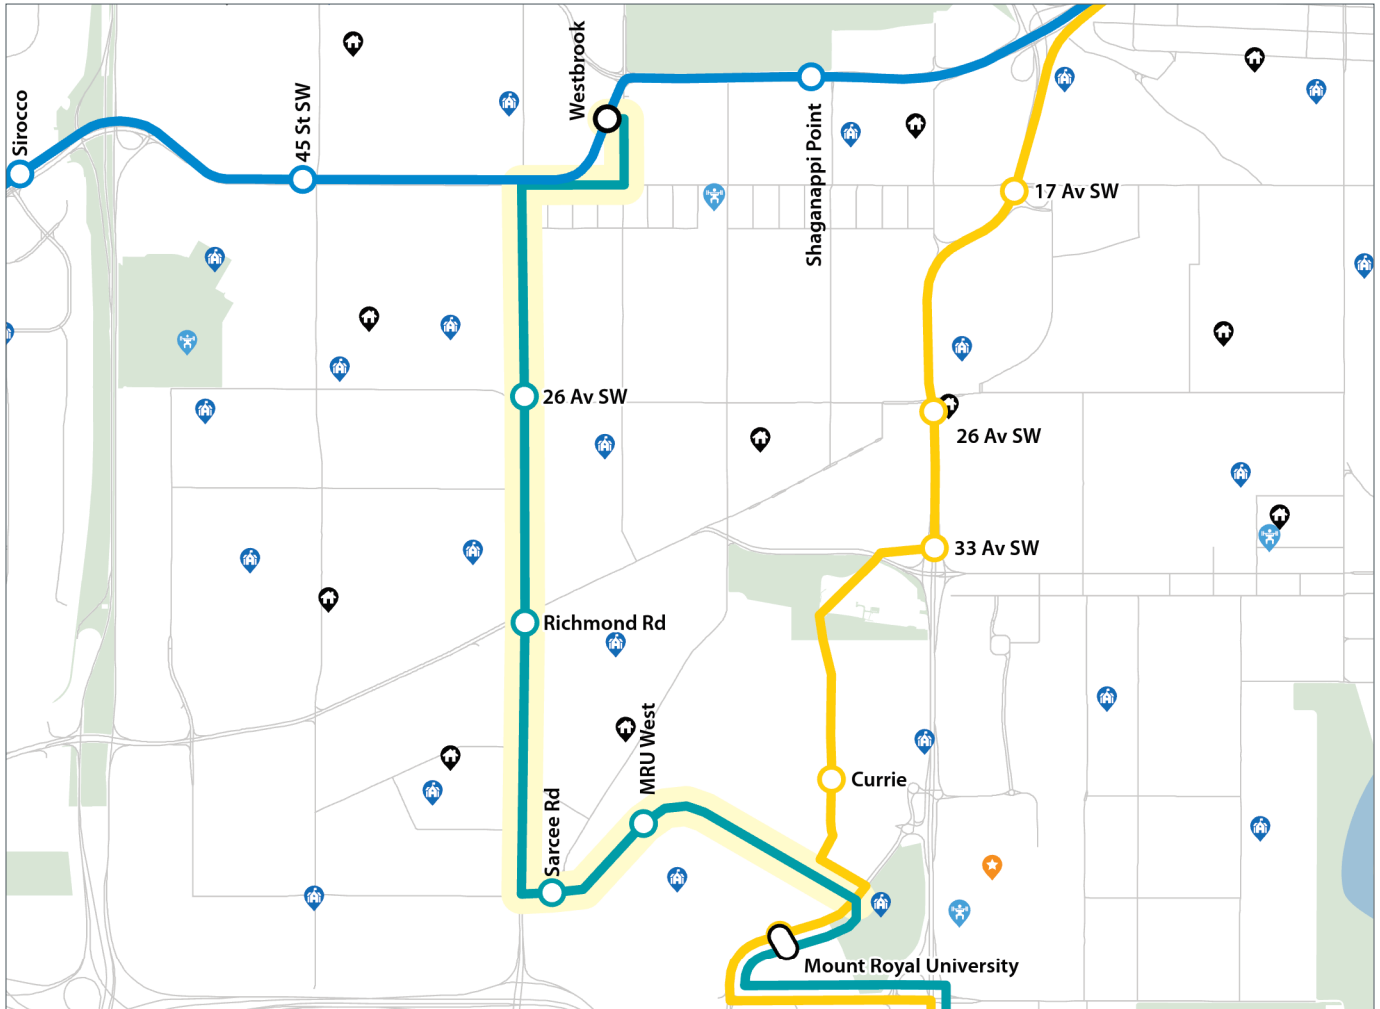 Sirocco
45 St SW
Westbrook
Shaganappi Point
17 Av SW
26 Av SW
26 Av SW
33 Av SW
Richmond Rd
MRU West
Currie
Sarcee Rd
Mount Royal University